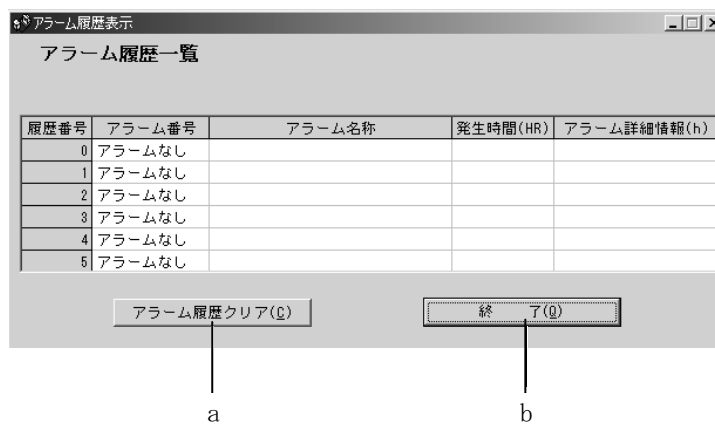 アラーム履歴表示
アラーム履歴一覧
履歴番号 アラーム番号 アラーム名称 発生時間(HR) アラーム詳細情報(h)
0 アラームなし
1 アラームなし
2 アラームなし
3 アラームなし
4 アラームなし
5 アラームなし
アラーム履歴クリア(C) 終 了(Q)
a b